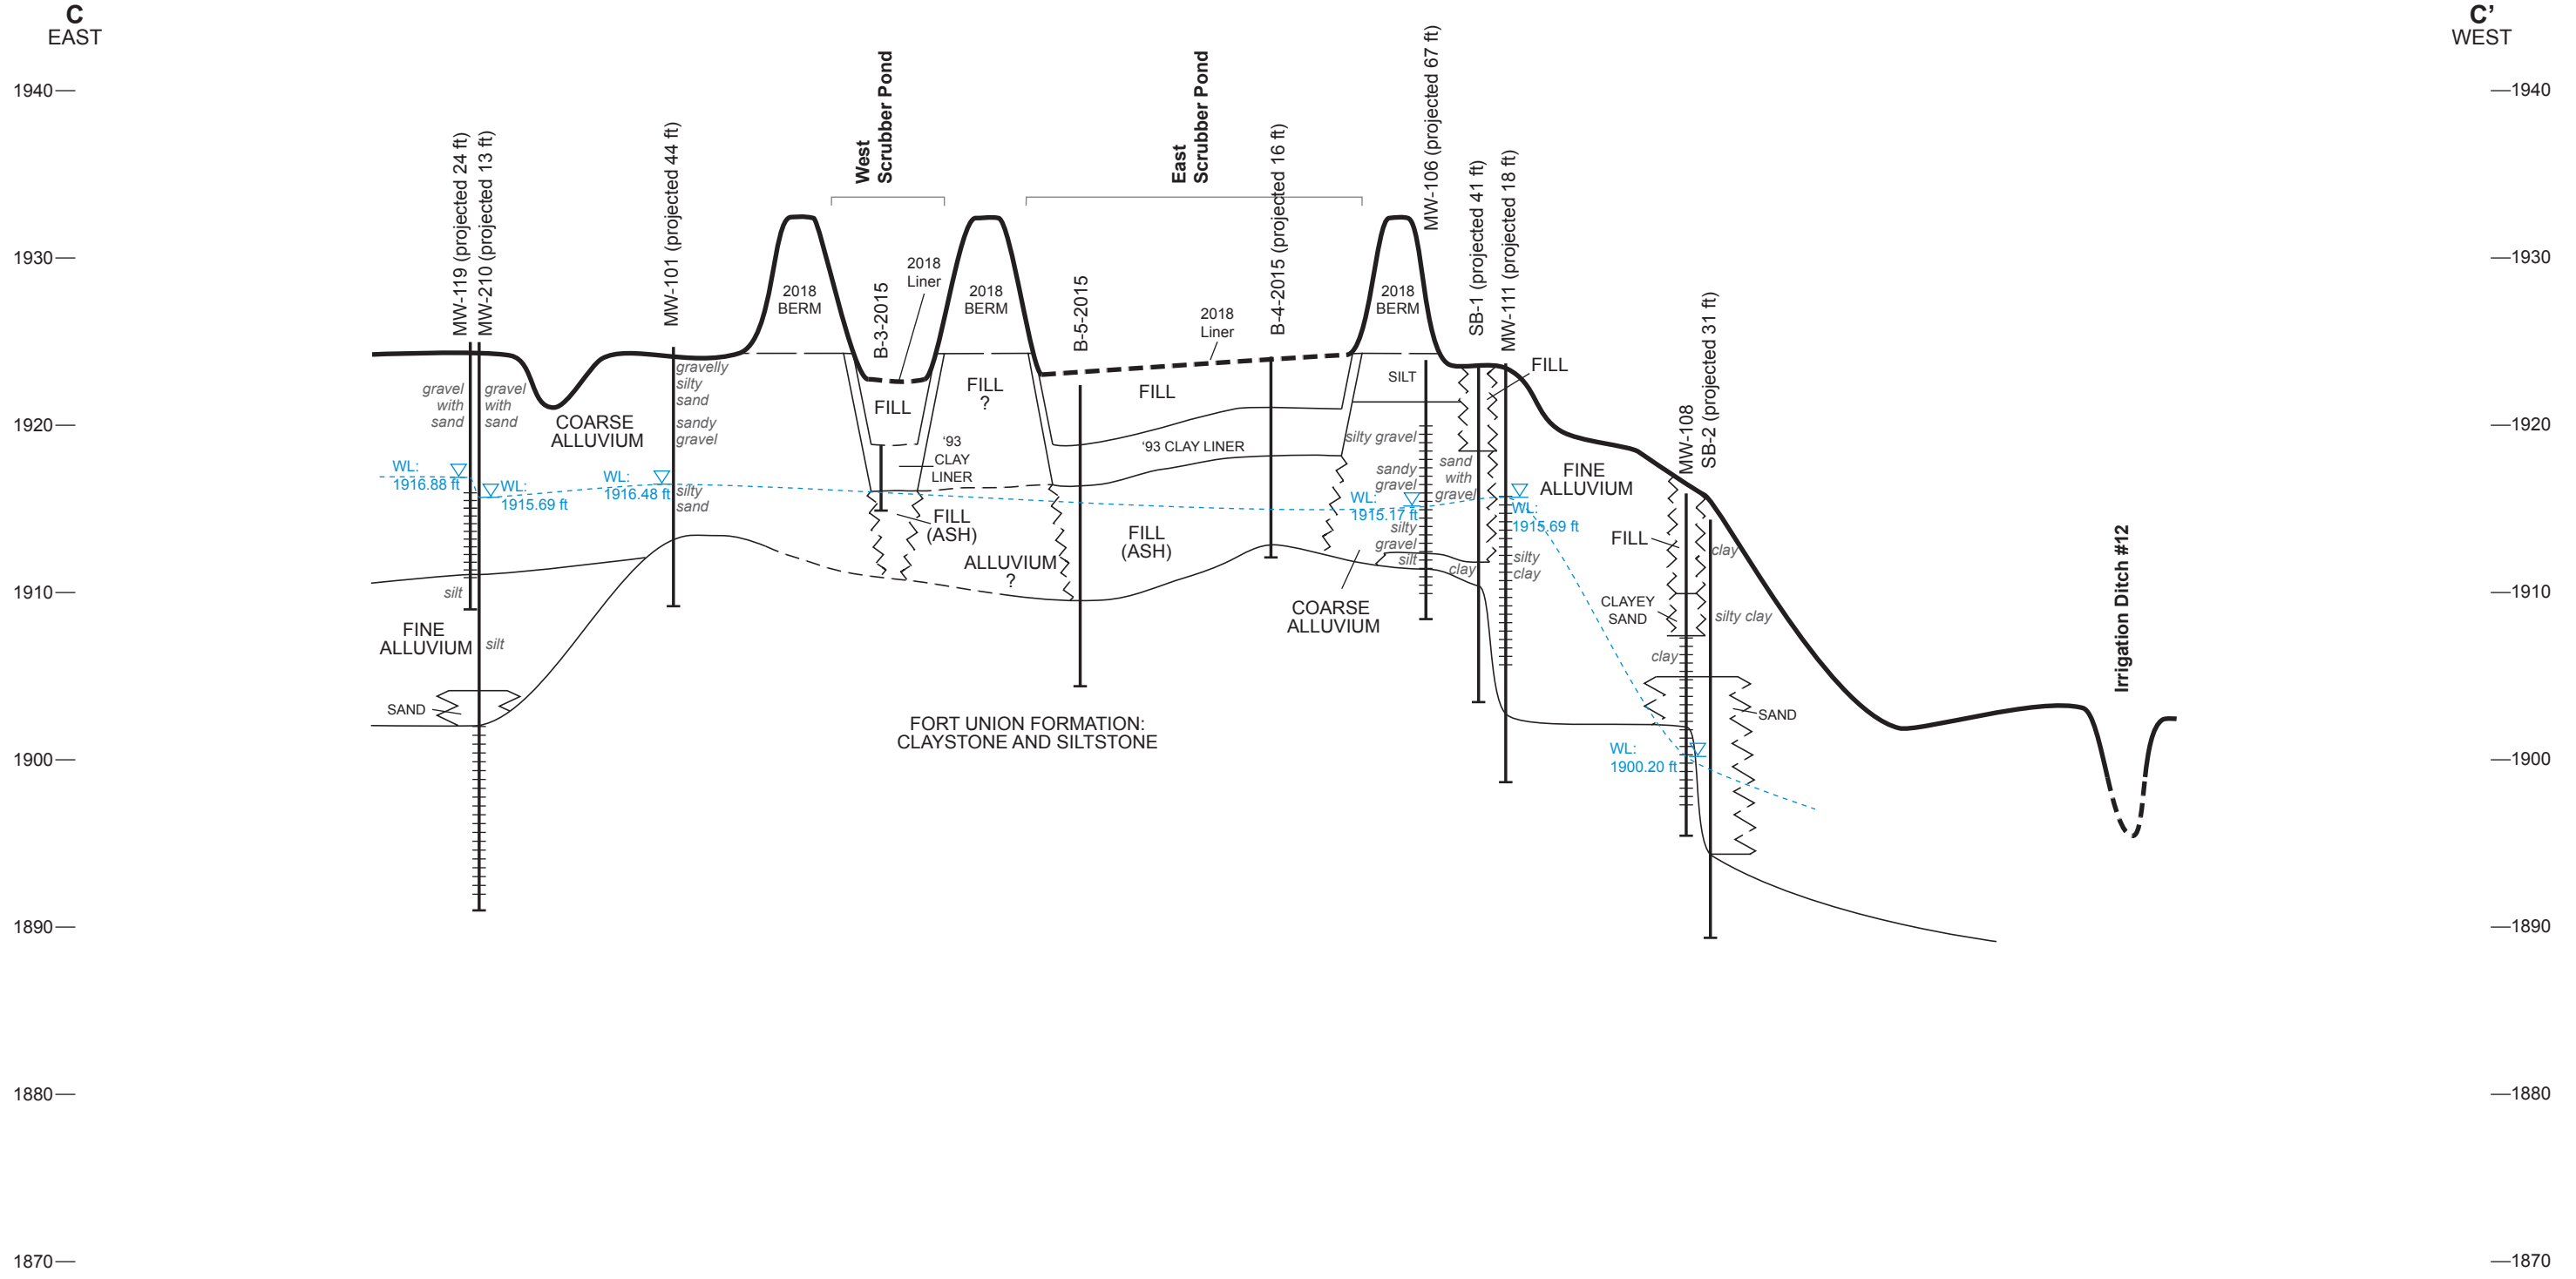 C
EAST
C’
WEST
1940
1930
1920
1910
1900
1890
1880
1870
1940
1930
1920
1910
1900
1890
1880
1870
MW-119 (projected 24 ft)
MW-210 (projected 13 ft)
MW-101 (projected 44 ft)
West
Scrubber Pond
East
Scrubber Pond
B-3-2015
B-5-2015
B-4-2015 (projected 16 ft)
MW-106 (projected 67 ft)
SB-1 (projected 41 ft)
MW-111 (projected 18 ft)
MW-108
SB-2 (projected 31 ft)
Irrigation Ditch #12
2018
BERM
2018
Liner
2018
BERM
2018
Liner
2018
BERM
gravel
with
sand
gravel
with
sand
COARSE
ALLUVIUM
gravelly
silty
sand
sandy
gravel
silty
sand
WL:
1916.88 ft
WL:
1915.69 ft
WL:
1916.48 ft
silt
FINE
ALLUVIUM
silt
SAND
FILL
‘93
CLAY
LINER
FILL
(ASH)
FILL
?
ALLUVIUM
?
FILL
‘93 CLAY LINER
FILL
(ASH)
FORT UNION FORMATION:
CLAYSTONE AND SILTSTONE
SILT
silty gravel
sandy
gravel
WL:
1915.17 ft
silty
gravel
silt
COARSE
ALLUVIUM
sand
with
gravel
clay
FILL
WL:
1915.69 ft
silty
clay
FINE
ALLUVIUM
FILL
CLAYEY
SAND
clay
clay
silty clay
SAND
WL:
1900.20 ft